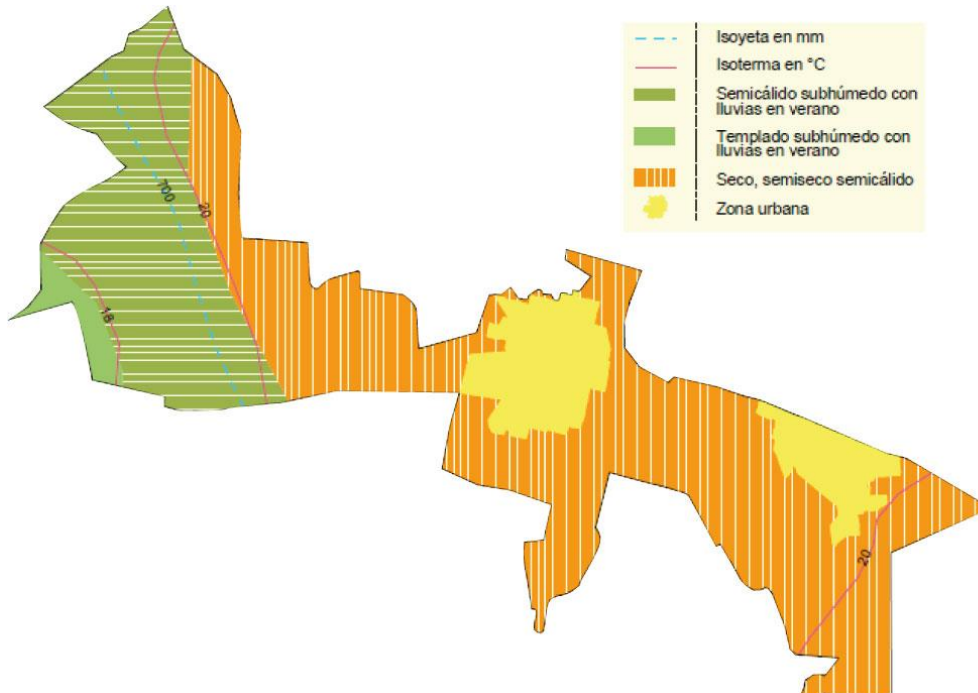 Isoyeta en mm
Isoterma en °C
Semicálido subhúmedo con
lluvias en verano
Templado subhúmedo con
lluvias en verano
Seco, semiseco semicálido
Zona urbana
700
20
18
20